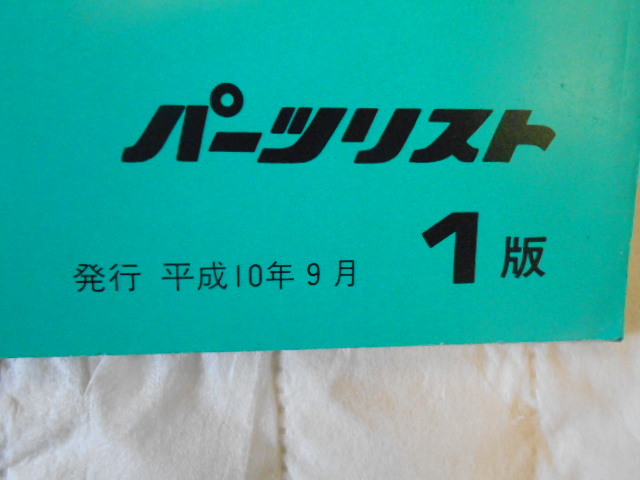 パーツリスト
1版
発行 平成10年9月